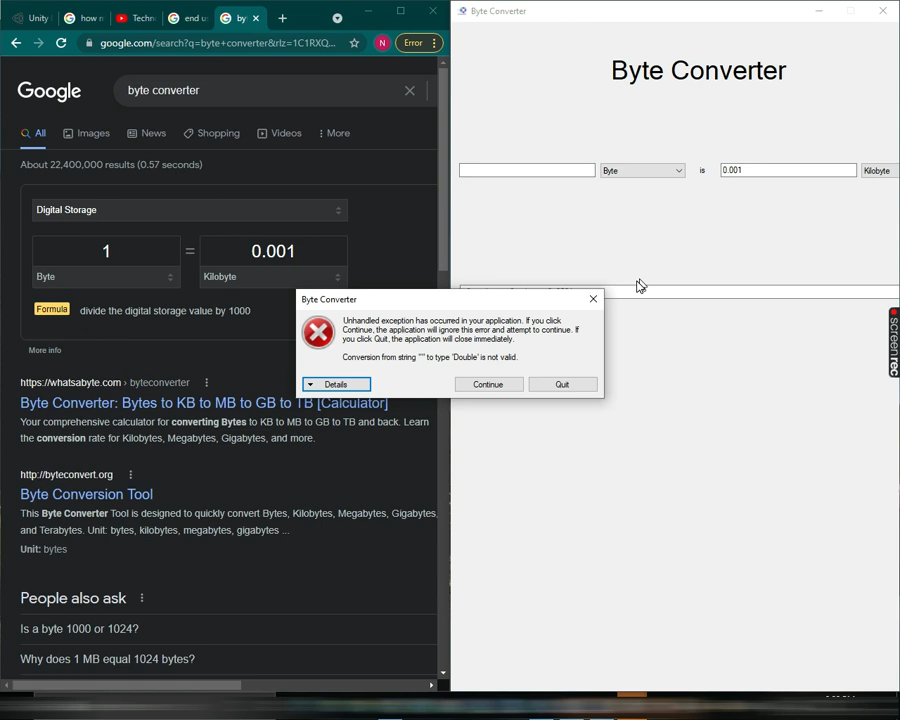 Unity
how n
Techn
end us
by
google.com/search?q=byte+converter&rlz=1C1RXQ...
N
Error
Google
byte converter
All
Images
News
Shopping
Videos
More
About 22,400,000 results (0.57 seconds)
Digital Storage
1
=
0.001
Byte
Kilobyte
Formula
divide the digital storage value by 1000
More info
https://whatsabyte.com › byteconverter
Byte Converter: Bytes to KB to MB to GB to TB [Calculator]
Your comprehensive calculator for converting Bytes to KB to MB to GB to TB and back. Learn
the conversion rate for Kilobytes, Megabytes, Gigabytes, and more.
http://byteconvert.org
Byte Conversion Tool
This Byte Converter Tool is designed to quickly convert Bytes, Kilobytes, Megabytes, Gigabytes,
and Terabytes. Unit: bytes, kilobytes, megabytes, gigabytes ...
Unit: bytes
People also ask
Is a byte 1000 or 1024?
Why does 1 MB equal 1024 bytes?
Byte Converter
Byte Converter
Byte
is
0.001
Kilobyte
Byte Converter
Unhandled exception has occurred in your application. If you click
Continue, the application will ignore this error and attempt to continue. If
you click Quit, the application will close immediately.
Conversion from string "" to type 'Double' is not valid.
Details
Continue
Quit
screenrec